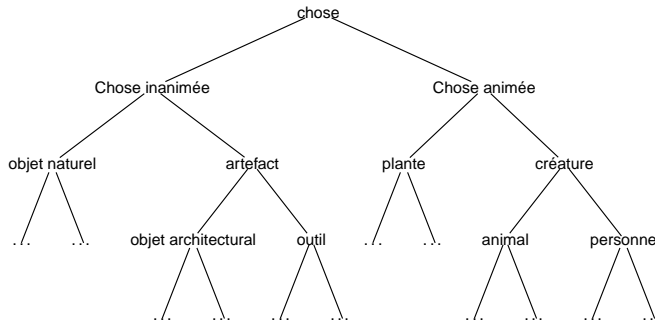 chose
Chose inanimée
Chose animée
objet naturel
artefact
plante
créature
...
...
objet architectural
outil
...
...
animal
personne
...
...
...
...
...
...
...
...